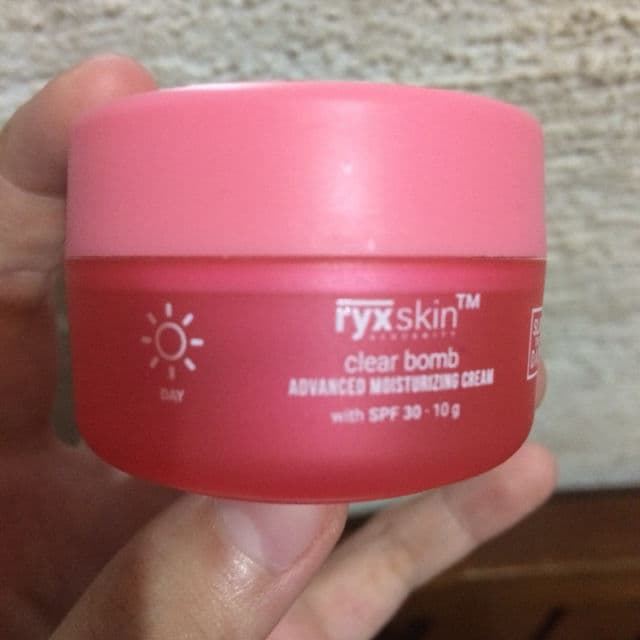 ryxskin™
clear bomb
ADVANCED MOISTURIZING CREAM
with SPF 30 · 10 g
DAY